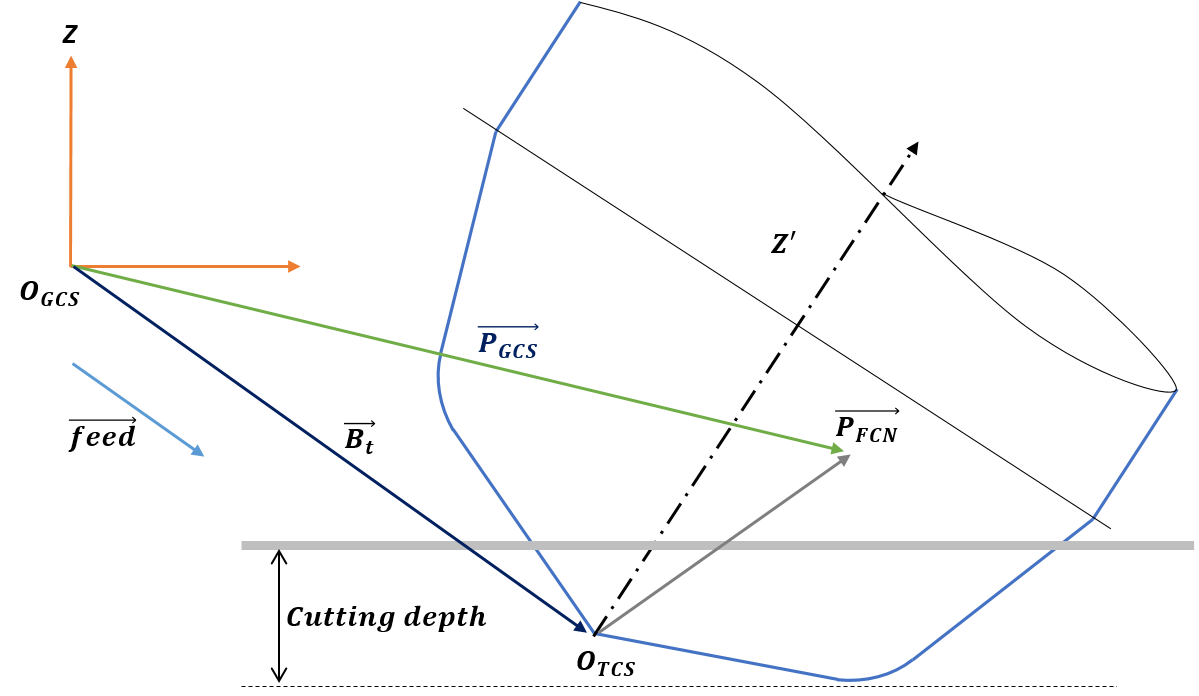 Z
O_GCS
Z′
P_GCS
P_FCN
feed
B_t
Cutting depth
O_TCS